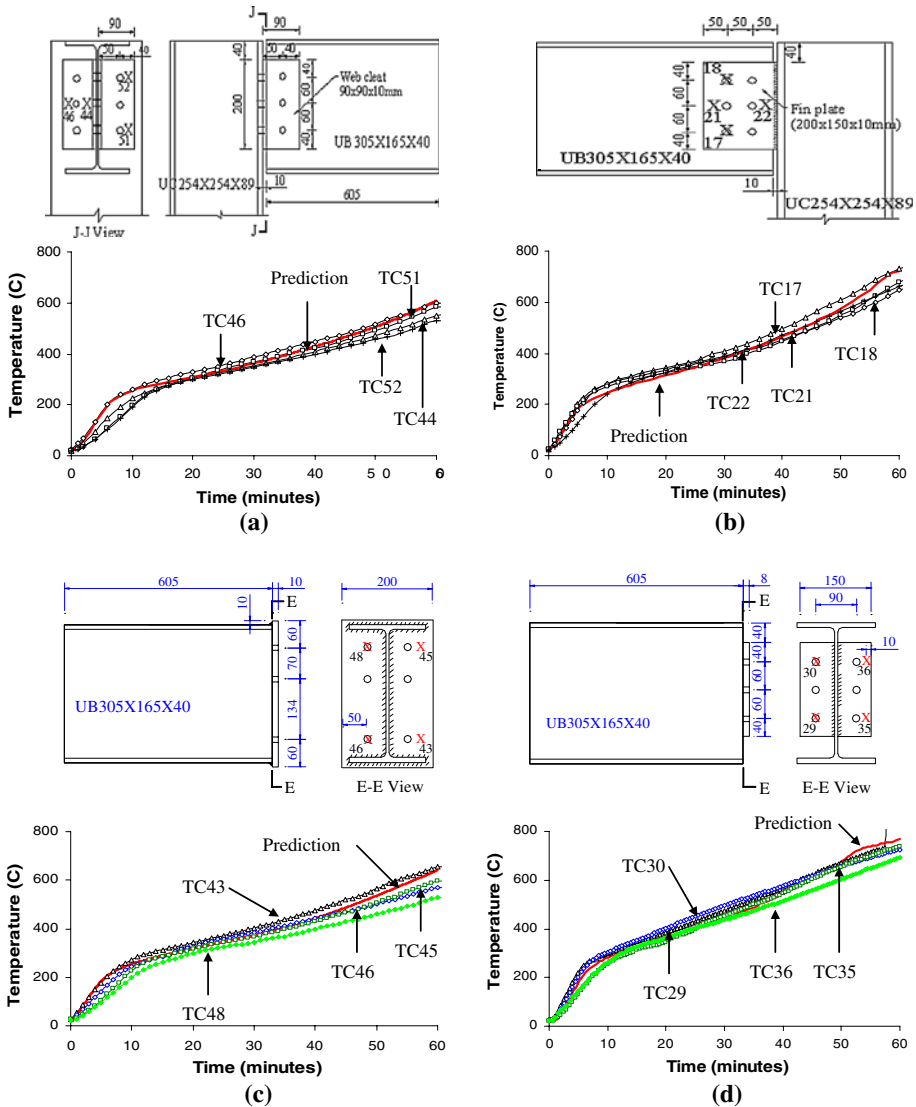 J
90
90
50 40
50 40
40
200
40 60 60 40
52
46 44
51
Web cleat
90x90x10mm
UB 305X165X40
UC254X254X89
10
605
J
J-J View
50 50 50
40
40 60 60 40
18
21
22
17
Fin plate
(200x150x10mm)
UB305X165X40
10
UC254X254X89
Temperature (C)
800
600
400
200
0
TC46
Prediction
TC51
TC52
TC44
0 10 20 30 40 5 0 6
Time (minutes)
(a)
Temperature (C)
800
600
400
200
0
TC17
TC18
TC21
TC22
Prediction
0 10 20 30 40 50 60
Time (minutes)
(b)
605
10
10
E
60
70
134
60
UB305X165X40
E
200
48
45
50
46
43
E-E View
605
8
E
40
40
60
60
40
UB305X165X40
E
150
90
10
30
36
29
35
E-E View
Temperature (C)
800
600
400
200
0
Prediction
TC43
TC45
TC46
TC48
0 10 20 30 40 50 60
Time (minutes)
(c)
Temperature (C)
800
600
400
200
0
Prediction
TC30
TC29
TC36
TC35
0 10 20 30 40 50 60
Time (minutes)
(d)